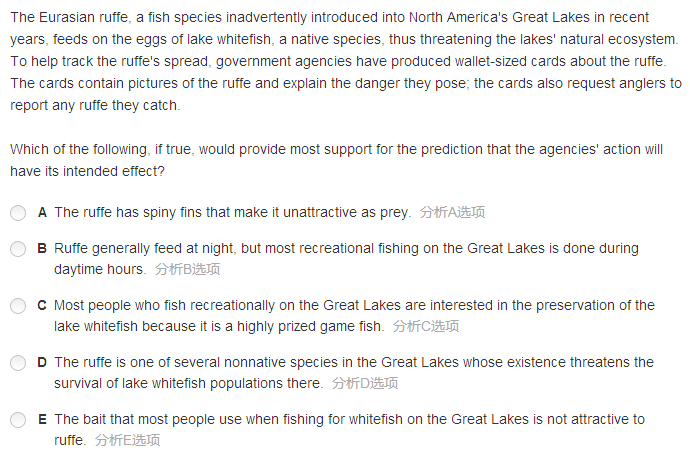 The Eurasian ruffe, a fish species inadvertently introduced into North America's Great Lakes in recent
years, feeds on the eggs of lake whitefish, a native species, thus threatening the lakes' natural ecosystem.
To help track the ruffe's spread, government agencies have produced wallet-sized cards about the ruffe.
The cards contain pictures of the ruffe and explain the danger they pose; the cards also request anglers to
report any ruffe they catch.
Which of the following, if true, would provide most support for the prediction that the agencies' action will
have its intended effect?
A The ruffe has spiny fins that make it unattractive as prey. 分析A选项
B Ruffe generally feed at night, but most recreational fishing on the Great Lakes is done during
daytime hours. 分析B选项
C Most people who fish recreationally on the Great Lakes are interested in the preservation of the
lake whitefish because it is a highly prized game fish. 分析C选项
D The ruffe is one of several nonnative species in the Great Lakes whose existence threatens the
survival of lake whitefish populations there. 分析D选项
E The bait that most people use when fishing for whitefish on the Great Lakes is not attractive to
ruffe. 分析E选项